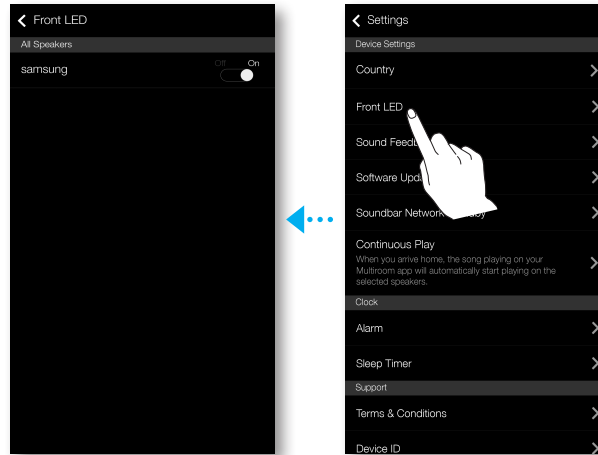 Front LED
All Speakers
samsung
Off On
Settings
Device Settings
Country
Front LED
Sound Feed
Software Upd
Soundbar Network
Continuous Play
When you arrive home, the song playing on your
Multiroom app will automatically start playing on the
selected speakers.
Clock
Alarm
Sleep Timer
Support
Terms & Conditions
Device ID